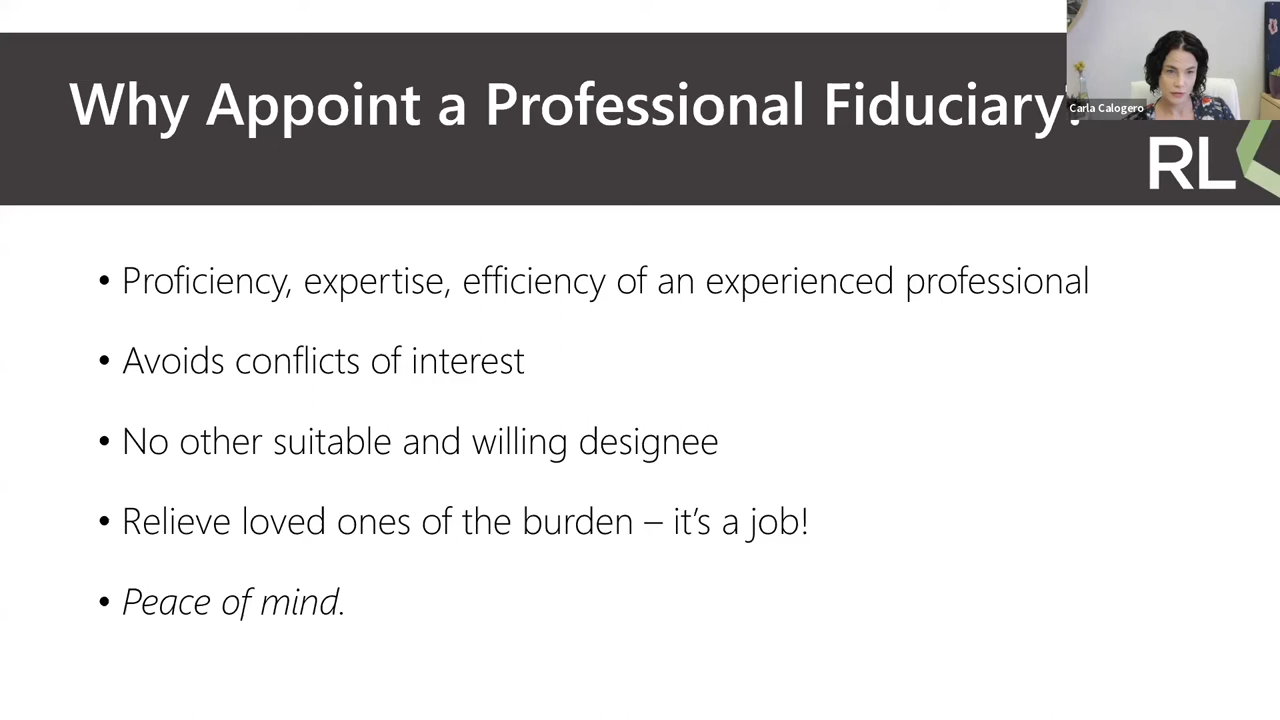 Why Appoint a Professional Fiduciary?
Carla Calogero
RL
• Proficiency, expertise, efficiency of an experienced professional
• Avoids conflicts of interest
• No other suitable and willing designee
• Relieve loved ones of the burden – it’s a job!
• Peace of mind.